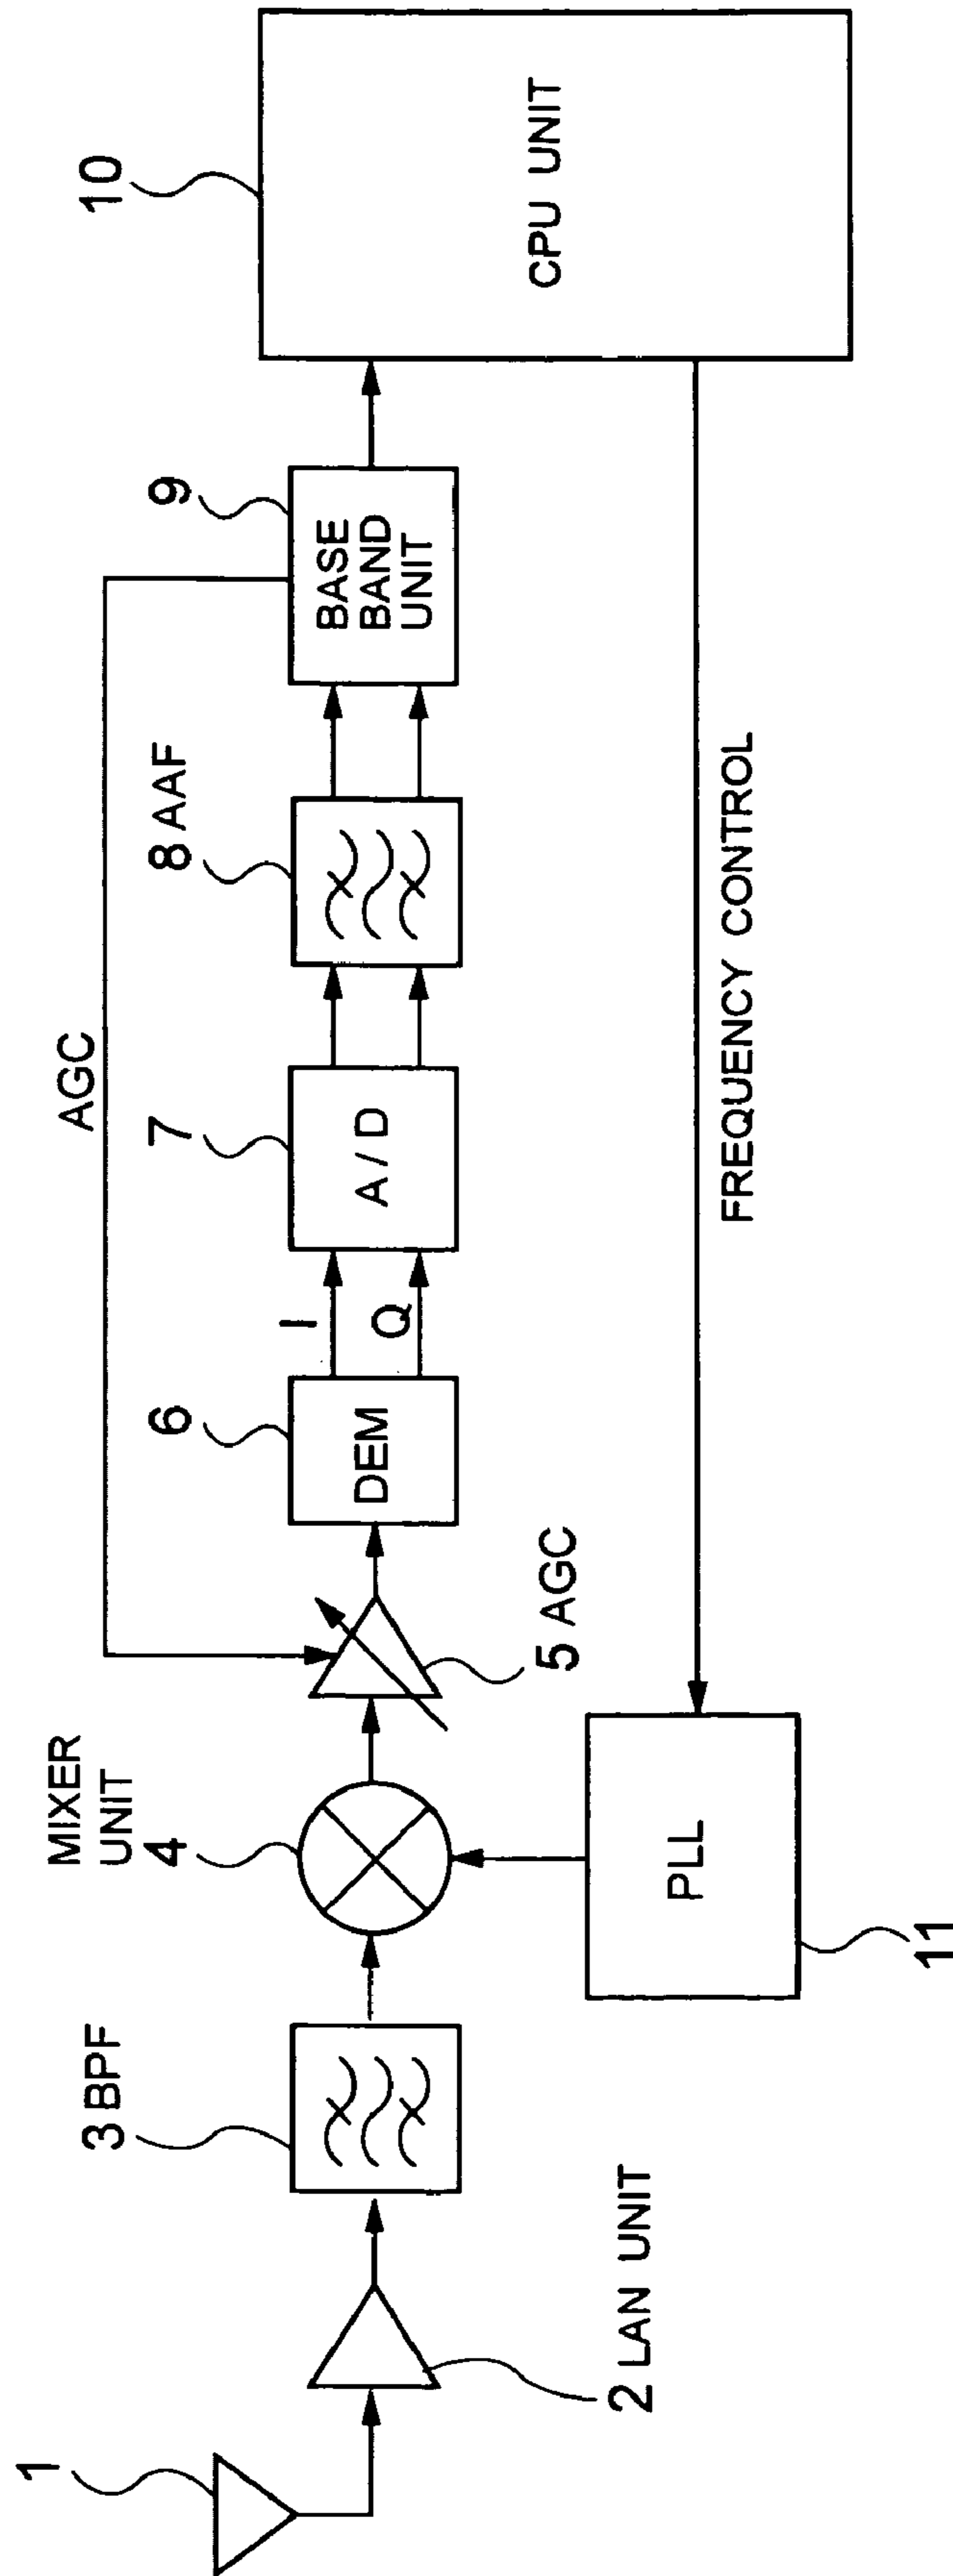 1
2 LAN UNIT
3 BPF
MIXER
UNIT
4
5 AGC
6
DEM
I
Q
7
A / D
8 AAF
9
BASE
BAND
UNIT
AGC
10
CPU UNIT
FREQUENCY CONTROL
PLL
11